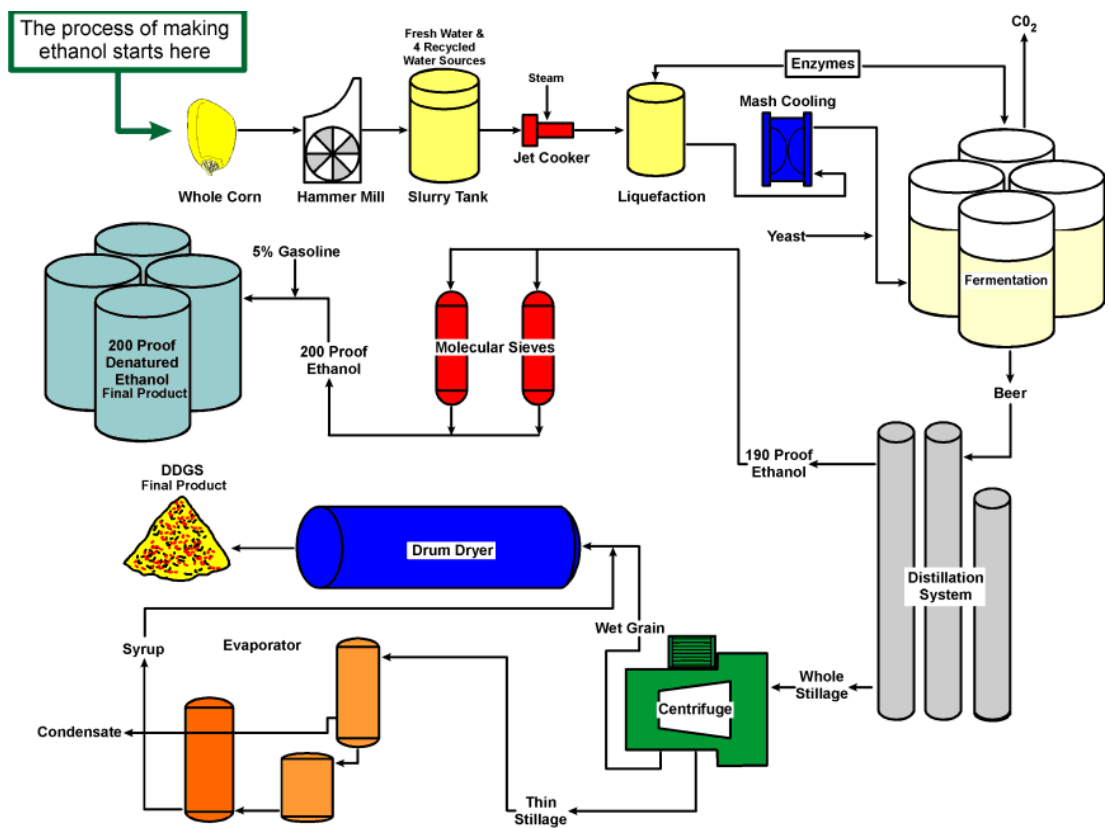 The process of making
ethanol starts here
Fresh Water &
4 Recycled
Water Sources
Steam
Enzymes
C0₂
Mash Cooling
Jet Cooker
Whole Corn
Hammer Mill
Slurry Tank
Liquefaction
Yeast
Fermentation
5% Gasoline
200 Proof
Ethanol
Molecular Sieves
200 Proof
Denatured
Ethanol
Final Product
Beer
190 Proof
Ethanol
DDGS
Final Product
Drum Dryer
Distillation
System
Wet Grain
Syrup
Evaporator
Whole
Stillage
Centrifuge
Condensate
Thin
Stillage